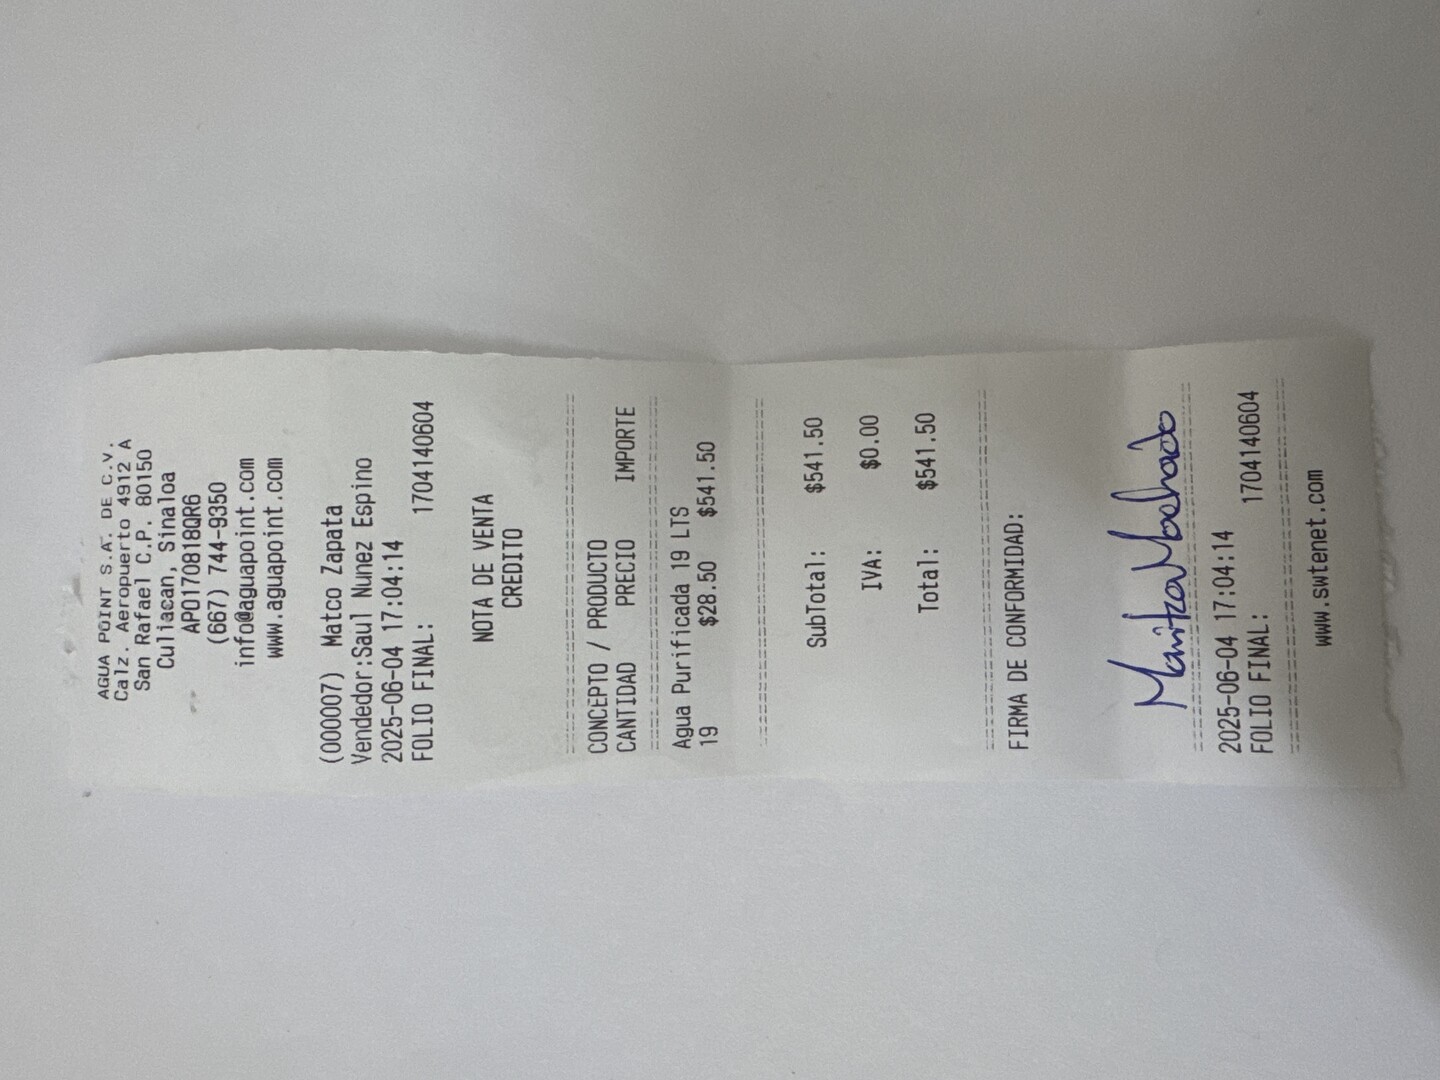 AGUA POINT S.A. DE C.V.
Calz. Aeropuerto 4912 A
San Rafael C.P. 80150
Culiacan, Sinaloa
APO170818QR6
(667) 744-9350
info@aguapoint.com
www.aguapoint.com
(000007) Matco Zapata
Vendedor:Saul Nunez Espino
2025-06-04 17:04:14
FOLIO FINAL: 1704140604
NOTA DE VENTA
CREDITO
CONCEPTO / PRODUCTO
CANTIDAD PRECIO IMPORTE
Agua Purificada 19 LTS
19 $28.50 $541.50
SubTotal: $541.50
IVA: $0.00
Total: $541.50
FIRMA DE CONFORMIDAD:
Maritza Machado
2025-06-04 17:04:14
FOLIO FINAL: 1704140604
www.swtenet.com